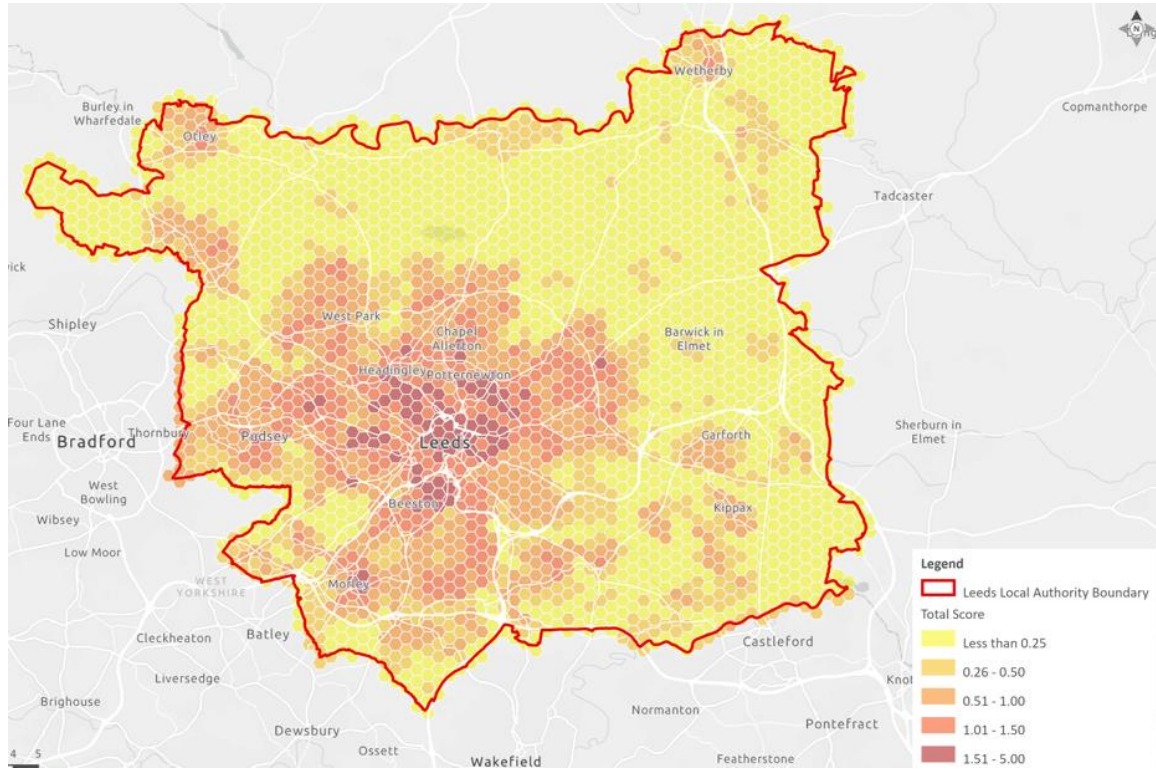 N
Wetherby
Burley in
Wharfedale
Copmanthorpe
Otley
Tadcaster
wick
Shipley
West Park
Chapel
Allerton
Barwick in
Elmet
Headingley
Potternewton
Four Lane
Ends
Bradford
Thornbury
Pudsey
Leeds
Garforth
Sherburn in
Elmet
West
Bowling
Beeston
Kippax
Wibsey
Low Moor
WEST
YORKSHIRE
Morley
Cleckheaton
Batley
Castleford
Liversedge
Brighouse
Dewsbury
Normanton
Pontefract
Ossett
Wakefield
Featherstone
4 5
Legend
Leeds Local Authority Boundary
Total Score
Less than 0.25
0.26 - 0.50
0.51 - 1.00
1.01 - 1.50
1.51 - 5.00